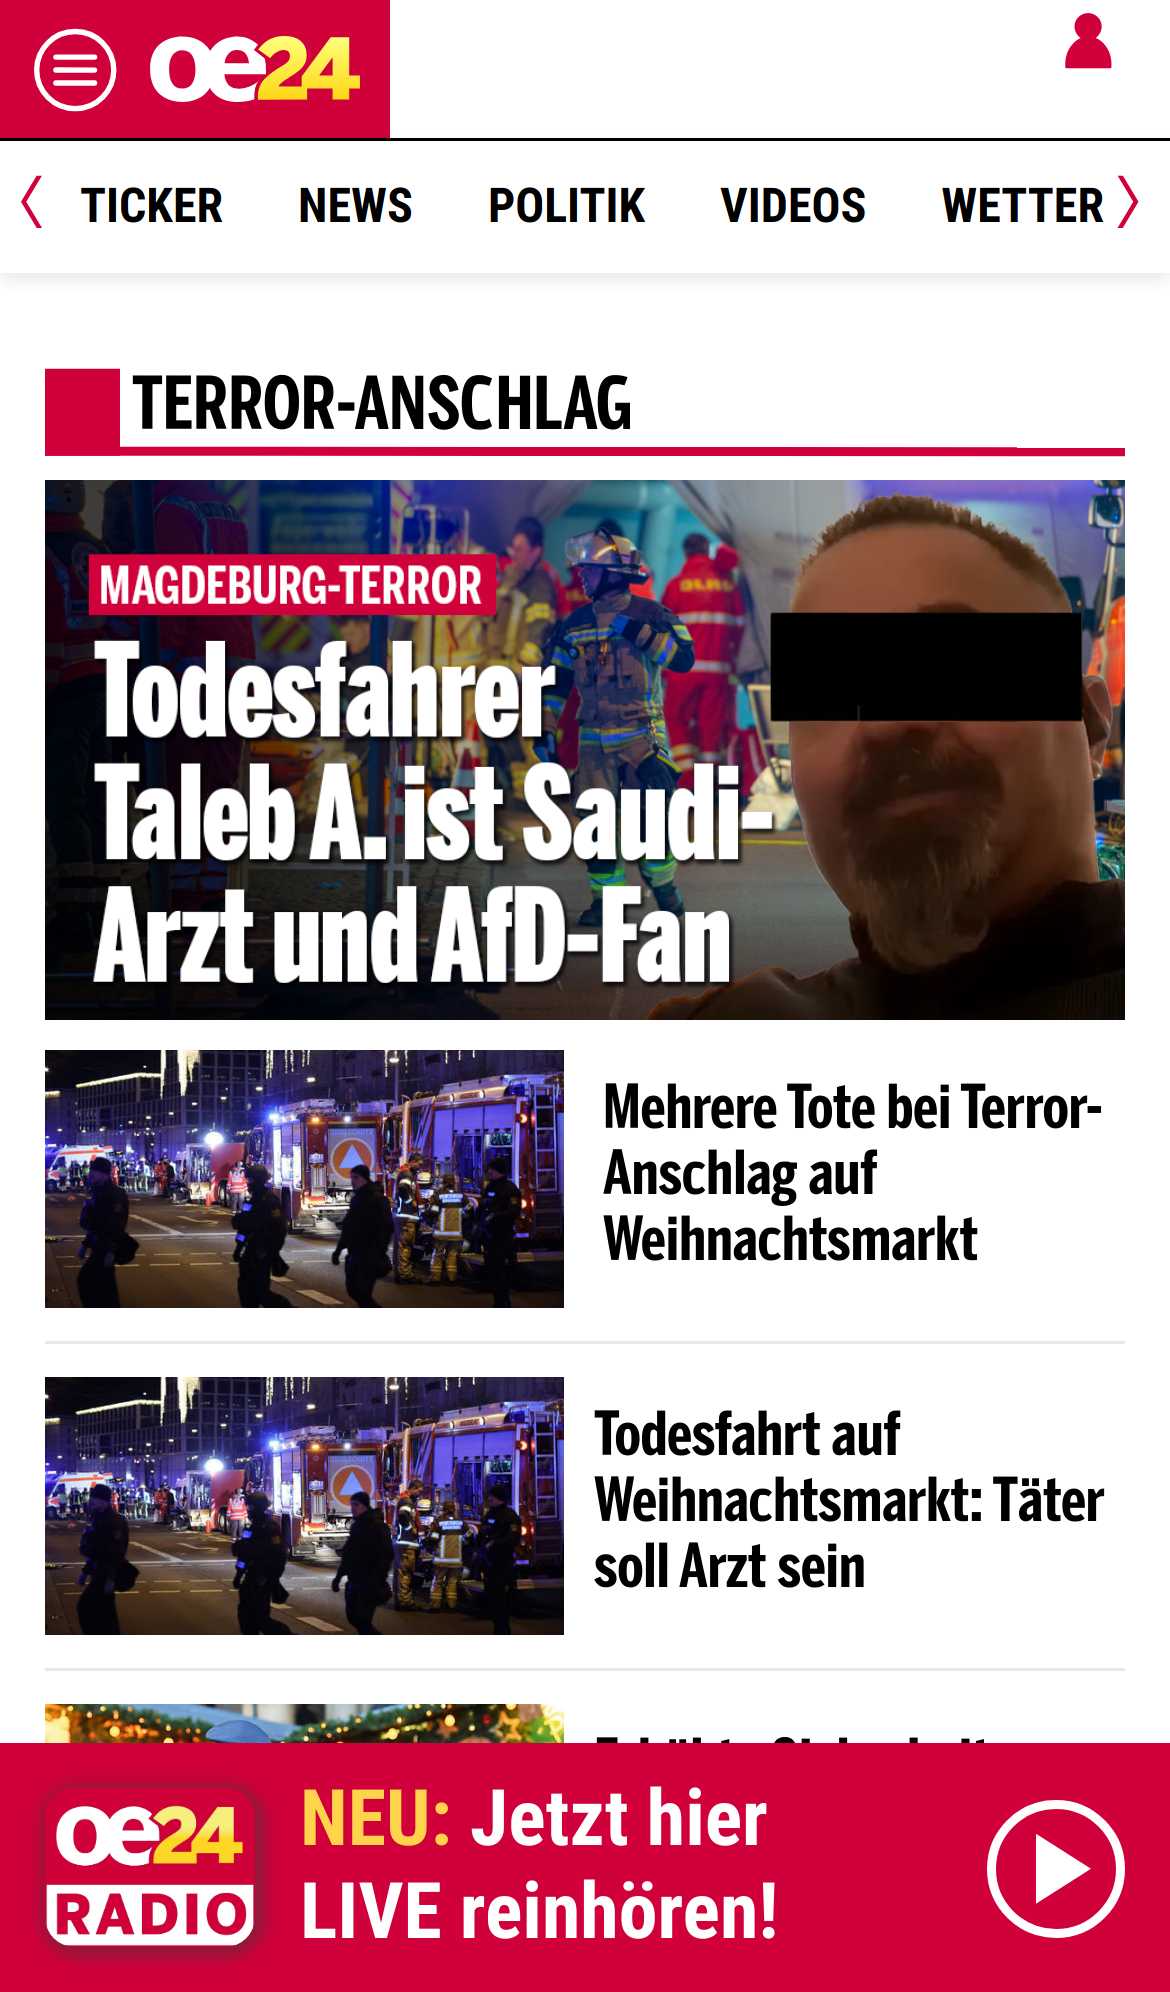 oe24
TICKER NEWS POLITIK VIDEOS WETTER
TERROR-ANSCHLAG
MAGDEBURG-TERROR
Todesfahrer
Taleb A. ist Saudi-
Arzt und AfD-Fan
Mehrere Tote bei Terror-
Anschlag auf
Weihnachtsmarkt
Todesfahrt auf
Weihnachtsmarkt: Täter
soll Arzt sein
oe24
RADIO
NEU: Jetzt hier
LIVE reinhören!